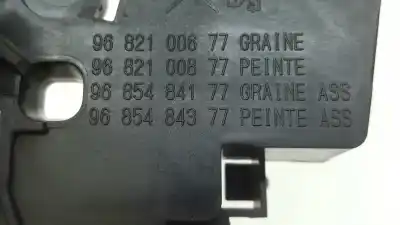 96 821 006 77 GRAINE
96 821 008 77 PEINTE
96 854 841 77 GRAINE ASS
96 854 843 77 PEINTE ASS